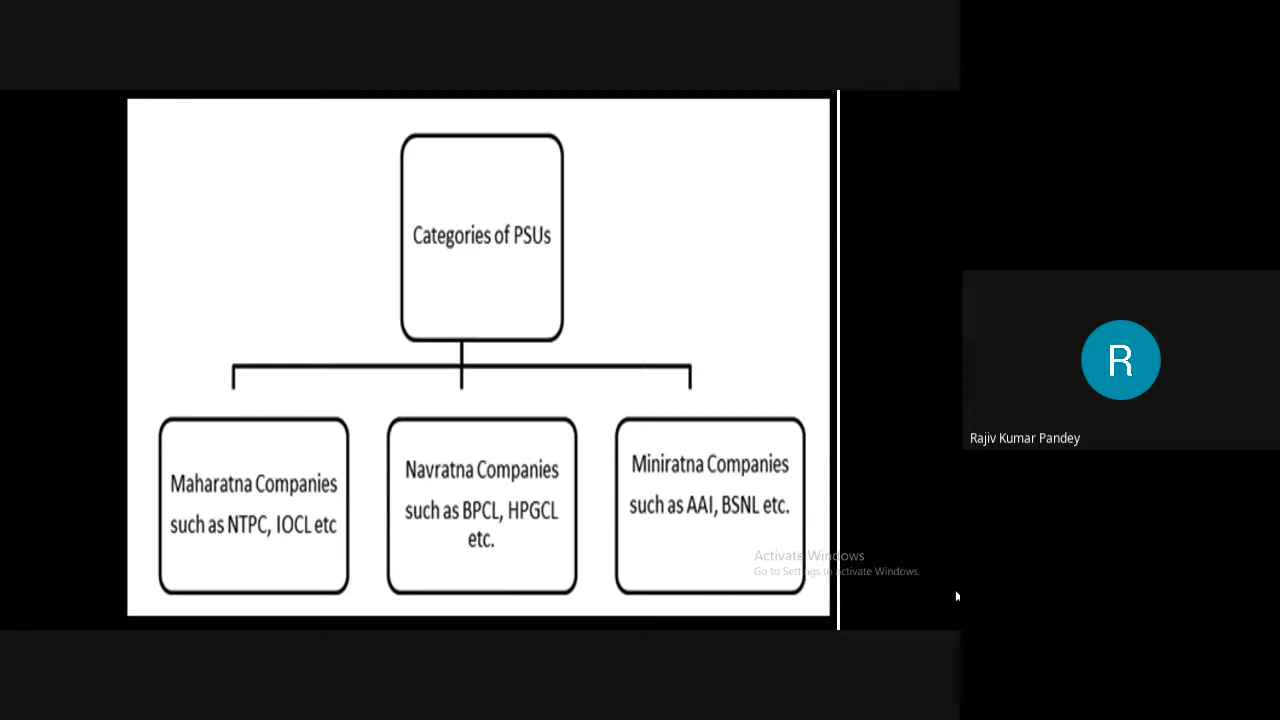 Categories of PSUs
Maharatna Companies
such as NTPC, IOCL etc
Navratna Companies
such as BPCL, HPGCL
etc.
Miniratna Companies
such as AAI, BSNL etc.
Activate Windows
Go to Settings to activate Windows.
R
Rajiv Kumar Pandey